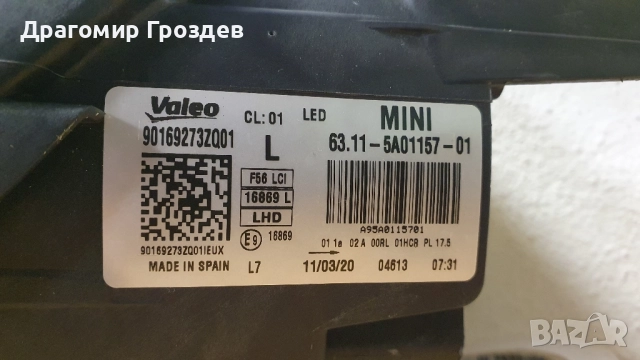 Драгомир Гроздев
Valeo
CL: 01
LED
MINI
90169273ZQ01
L
63.11-5A01157-01
F56 LCI
16869 L
LHD
E9 16869
A95A0115701
01 1a 02 A 00RL 01HCR PL 17.5
90169273ZQ01IEUX
MADE IN SPAIN
L7
11/03/20
04613
07:31
BAZAR